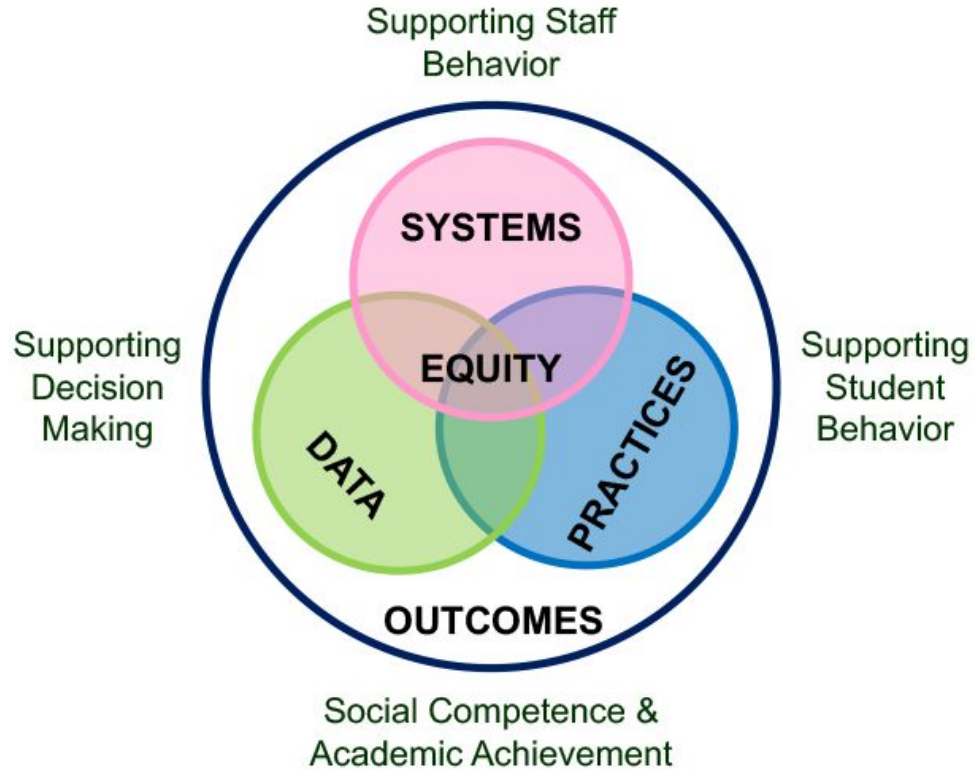 Supporting Staff
Behavior
SYSTEMS
Supporting
Decision
Making
EQUITY
DATA
PRACTICES
Supporting
Student
Behavior
OUTCOMES
Social Competence &
Academic Achievement